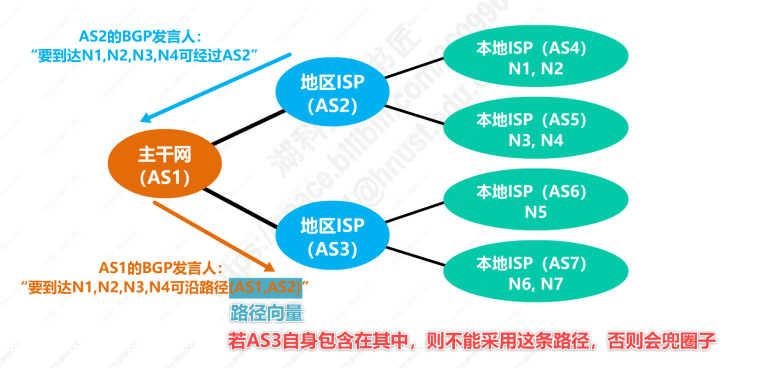 AS2的BGP发言人：
“要到达N1,N2,N3,N4可经过AS2”
本地ISP（AS4）
N1, N2
地区ISP
（AS2）
本地ISP（AS5）
N3, N4
主干网
（AS1）
本地ISP（AS6）
N5
地区ISP
（AS3）
本地ISP（AS7）
N6, N7
AS1的BGP发言人：
“要到达N1,N2,N3,N4可沿路径(AS1,AS2)”
路径向量
若AS3自身包含在其中，则不能采用这条路径，否则会兜圈子